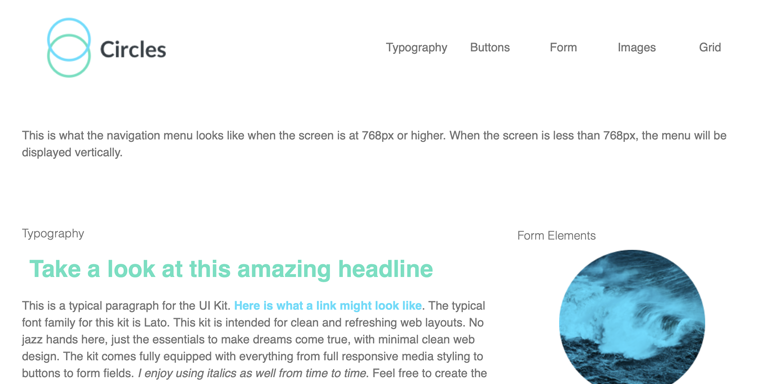 Circles
Typography Buttons Form Images Grid
This is what the navigation menu looks like when the screen is at 768px or higher. When the screen is less than 768px, the menu will be
displayed vertically.
Typography
Take a look at this amazing headline
This is a typical paragraph for the UI Kit. Here is what a link might look like. The typical
font family for this kit is Lato. This kit is intended for clean and refreshing web layouts. No
jazz hands here, just the essentials to make dreams come true, with minimal clean web
design. The kit comes fully equipped with everything from full responsive media styling to
buttons to form fields. I enjoy using italics as well from time to time. Feel free to create the
Form Elements